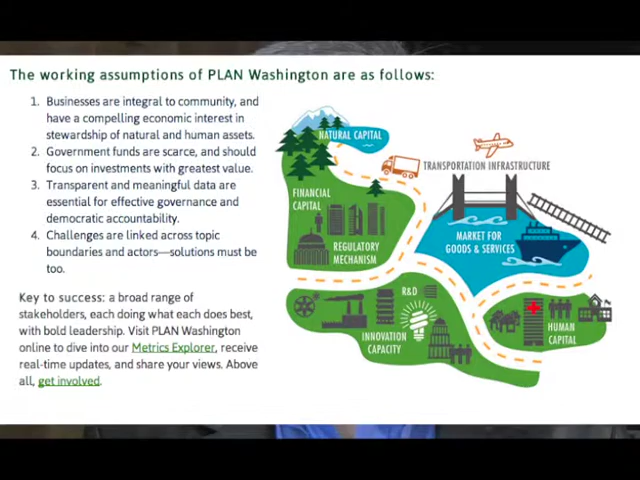 The working assumptions of PLAN Washington are as follows:
1. Businesses are integral to community, and
have a compelling economic interest in
stewardship of natural and human assets.
2. Government funds are scarce, and should
focus on investments with greatest value.
3. Transparent and meaningful data are
essential for effective governance and
democratic accountability.
4. Challenges are linked across topic
boundaries and actors—solutions must be
too.
Key to success: a broad range of
stakeholders, each doing what each does best,
with bold leadership. Visit PLAN Washington
online to dive into our Metrics Explorer, receive
real-time updates, and share your views. Above
all, get involved.
NATURAL CAPITAL
TRANSPORTATION INFRASTRUCTURE
FINANCIAL
CAPITAL
REGULATORY
MECHANISM
MARKET FOR
GOODS & SERVICES
R&D
INNOVATION
CAPACITY
HUMAN
CAPITAL